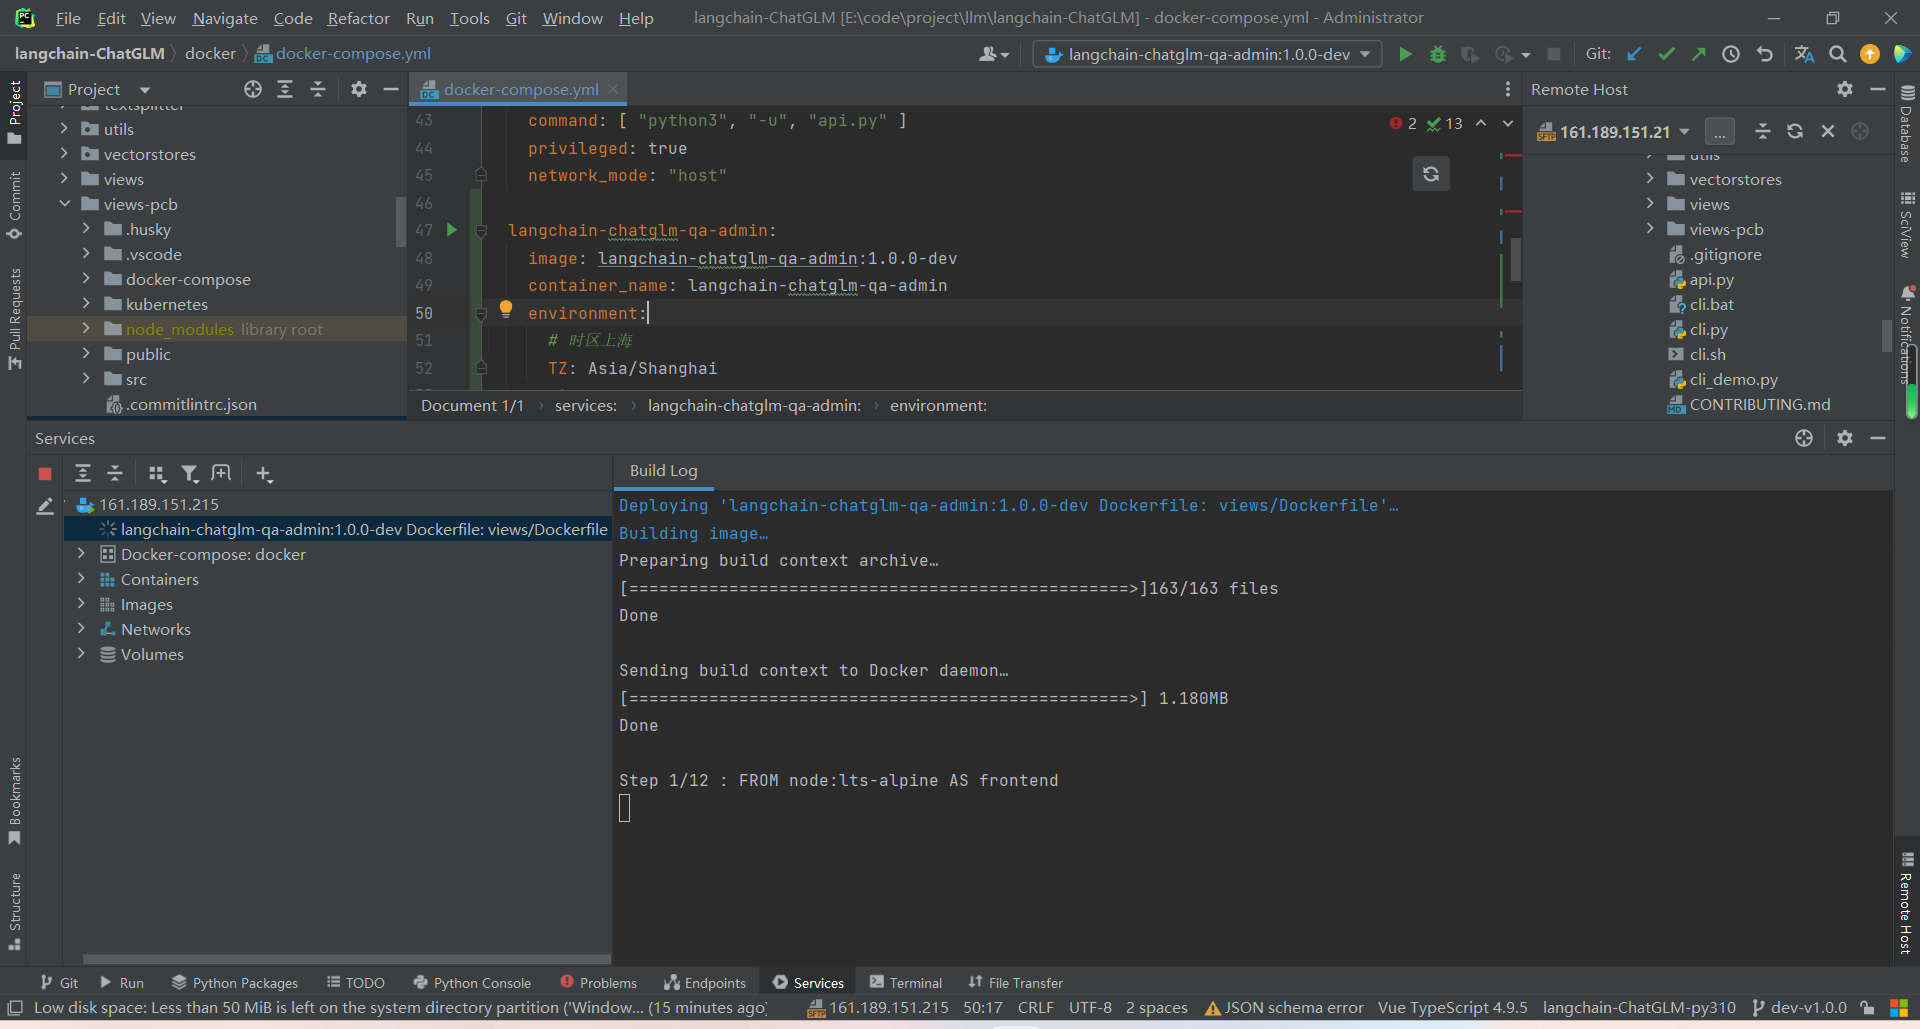 File Edit View Navigate Code Refactor Run Tools Git Window Help langchain-ChatGLM [E:\code\project\llm\langchain-ChatGLM] - docker-compose.yml - Administrator
langchain-ChatGLM docker docker-compose.yml langchain-chatglm-qa-admin:1.0.0-dev Git:
Project
docker-compose.yml
Remote Host
textsplitter
utils
vectorstores
views
views-pcb
.husky
.vscode
docker-compose
kubernetes
node_modules library root
public
src
.commitlintrc.json
43 command: [ "python3", "-u", "api.py" ]
44 privileged: true
45 network_mode: "host"
46
47 langchain-chatglm-qa-admin:
48 image: langchain-chatglm-qa-admin:1.0.0-dev
49 container_name: langchain-chatglm-qa-admin
50 environment:
51 # 时区上海
52 TZ: Asia/Shanghai
2 13
Document 1/1 services: langchain-chatglm-qa-admin: environment:
161.189.151.21 ...
utils
vectorstores
views
views-pcb
.gitignore
api.py
cli.bat
cli.py
cli.sh
cli_demo.py
CONTRIBUTING.md
Project
Commit
Pull Requests
Bookmarks
Structure
Database
SciView
Notifications
Remote Host
Services
161.189.151.215
langchain-chatglm-qa-admin:1.0.0-dev Dockerfile: views/Dockerfile
Docker-compose: docker
Containers
Images
Networks
Volumes
Build Log
Deploying 'langchain-chatglm-qa-admin:1.0.0-dev Dockerfile: views/Dockerfile'…
Building image…
Preparing build context archive…
[==================================================>]163/163 files
Done
Sending build context to Docker daemon…
[==================================================>] 1.180MB
Done
Step 1/12 : FROM node:lts-alpine AS frontend
Git Run Python Packages TODO Python Console Problems Endpoints Services Terminal File Transfer
Low disk space: Less than 50 MiB is left on the system directory partition ('Window... (15 minutes ago) 161.189.151.215 50:17 CRLF UTF-8 2 spaces JSON schema error Vue TypeScript 4.9.5 langchain-ChatGLM-py310 dev-v1.0.0